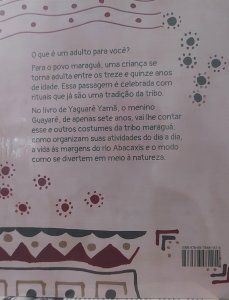 O que é um adulto para você?
Para o povo maraguá, uma criança se
torna adulta entre os treze e quinze anos
de idade. Essa passagem é celebrada com
rituais que já são uma tradição da tribo.
No livro de Yaguarê Yamã, o menino
Guayarê, de apenas sete anos, vai lhe contar
esse e outros costumes da tribo maraguá:
como organizam suas atividades do dia a dia,
a vida às margens do rio Abacaxis e o modo
como se divertem em meio à natureza.